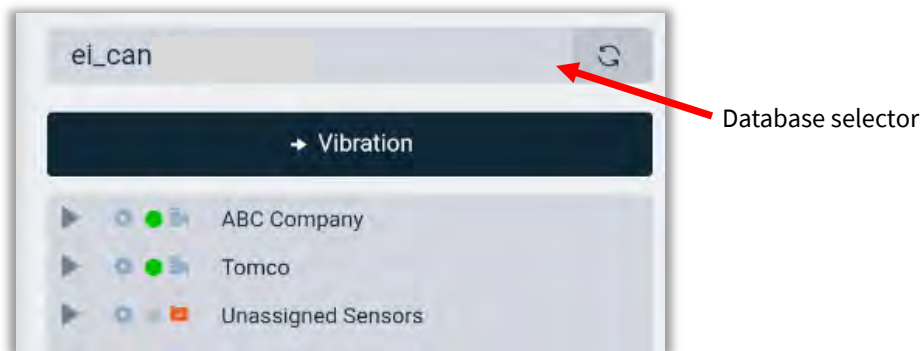 ei_can
Database selector
→ Vibration
ABC Company
Tomco
Unassigned Sensors